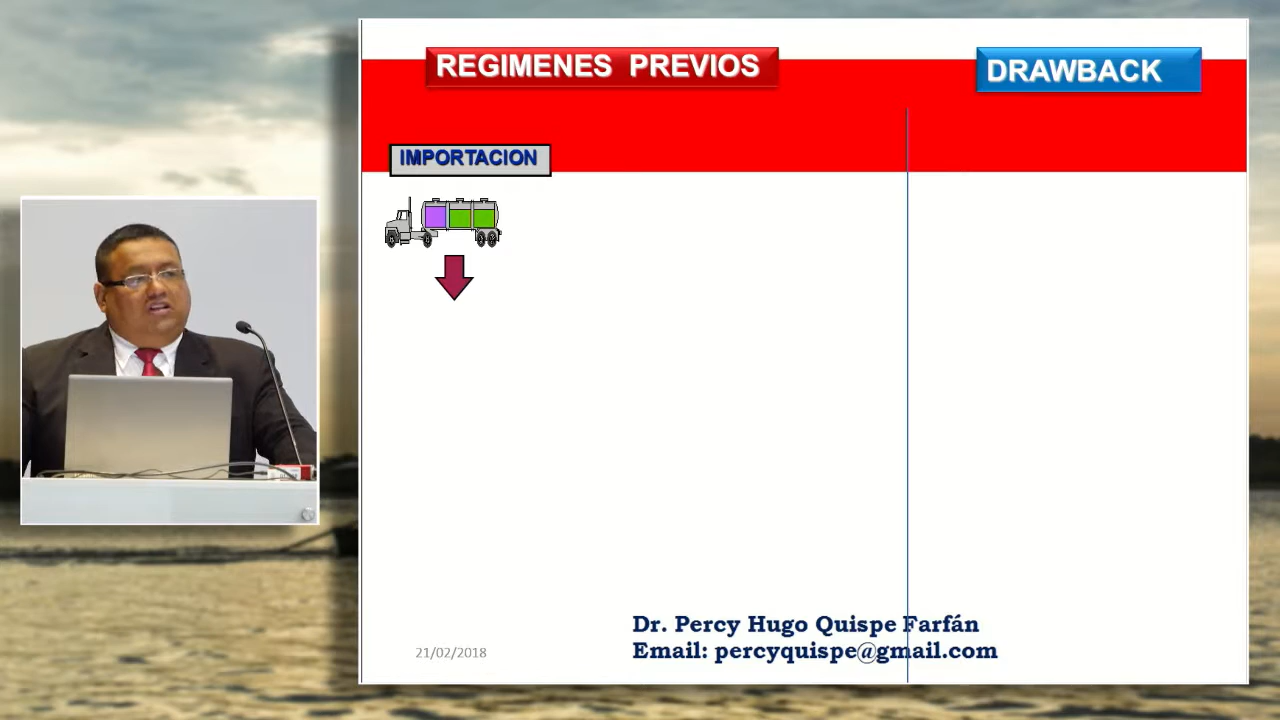 REGIMENES PREVIOS
DRAWBACK
IMPORTACION
Dr. Percy Hugo Quispe Farfán
Email: percyquispe@gmail.com
21/02/2018